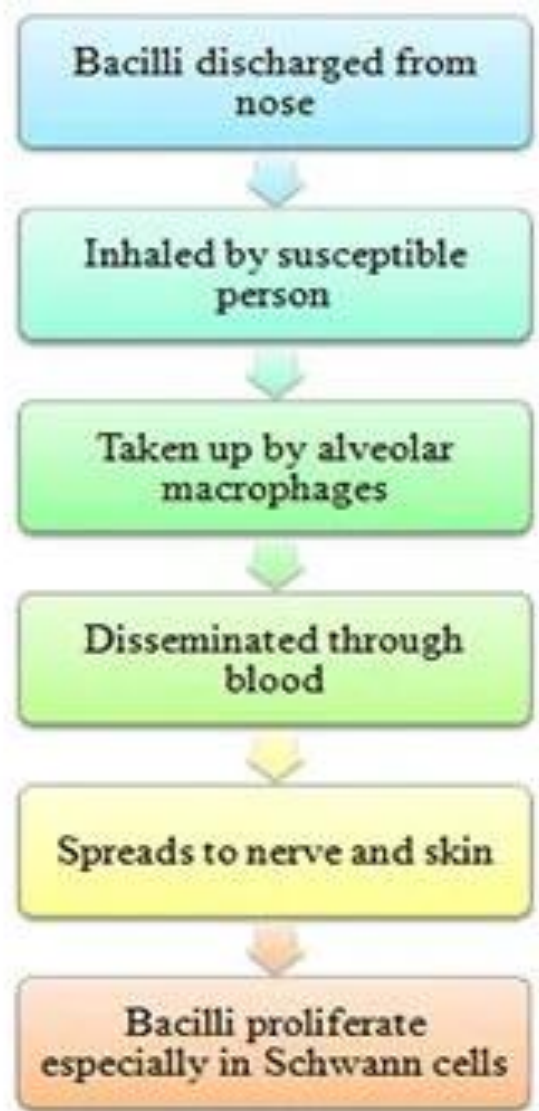 Bacilli discharged from
nose
Inhaled by susceptible
person
Taken up by alveolar
macrophages
Disseminated through
blood
Spreads to nerve and skin
Bacilli proliferate
especially in Schwann cells